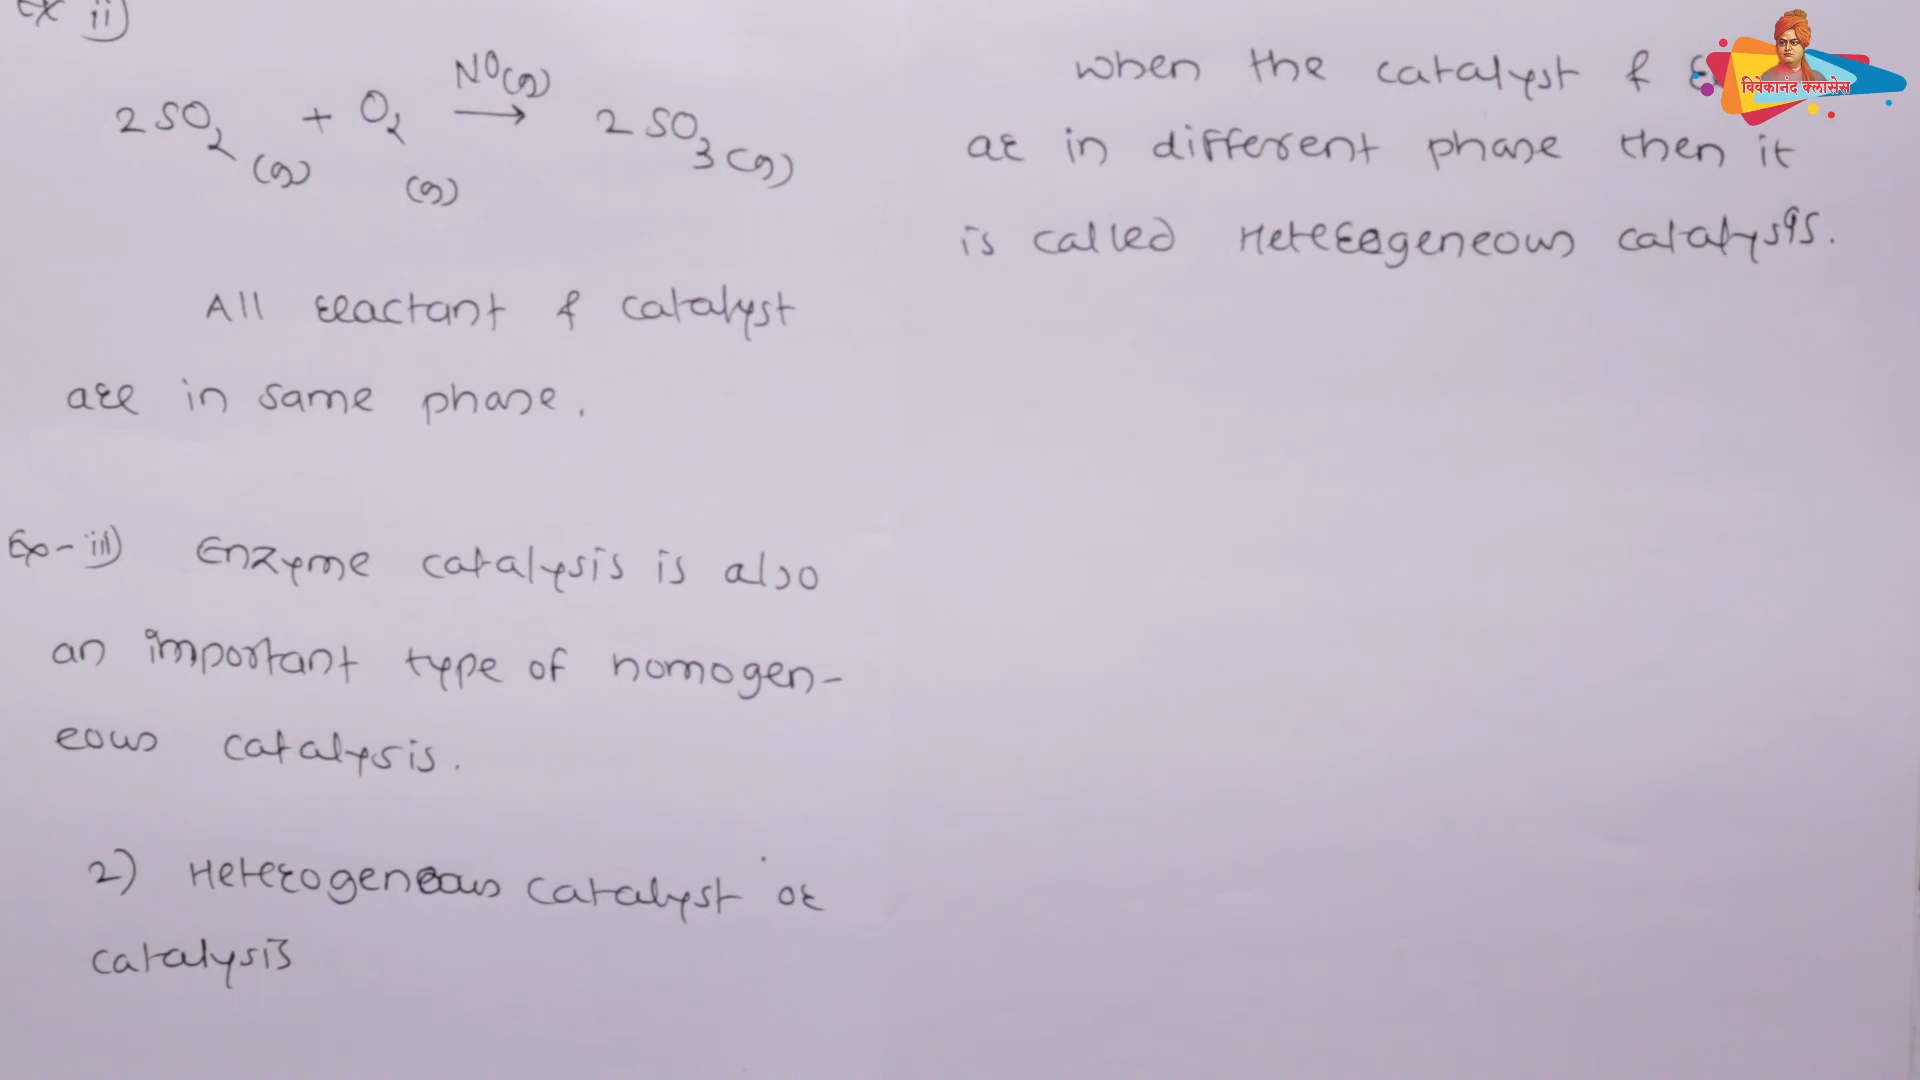 Ex ii)
NO(g)
2SO2(g) + O2(g) → 2SO3(g)
All reactant & catalyst
are in same phase.
Ex-iii) Enzyme catalysis is also
an important type of homogen-
eous catalysis.
2) Heterogeneous catalyst or
catalysis
when the catalyst &
are in different phase then it
is called Heterogeneous catalysis.
विवेकानंद क्लासेस